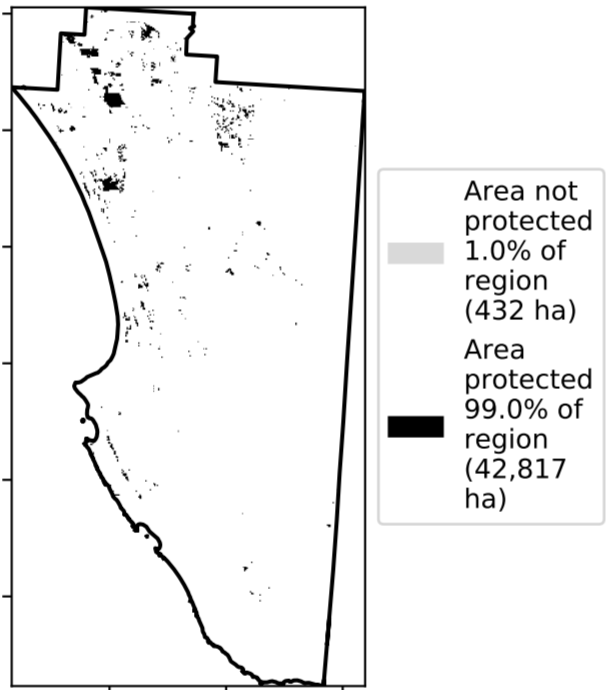 Area not
protected
1.0% of
region
(432 ha)
Area
protected
99.0% of
region
(42,817
ha)